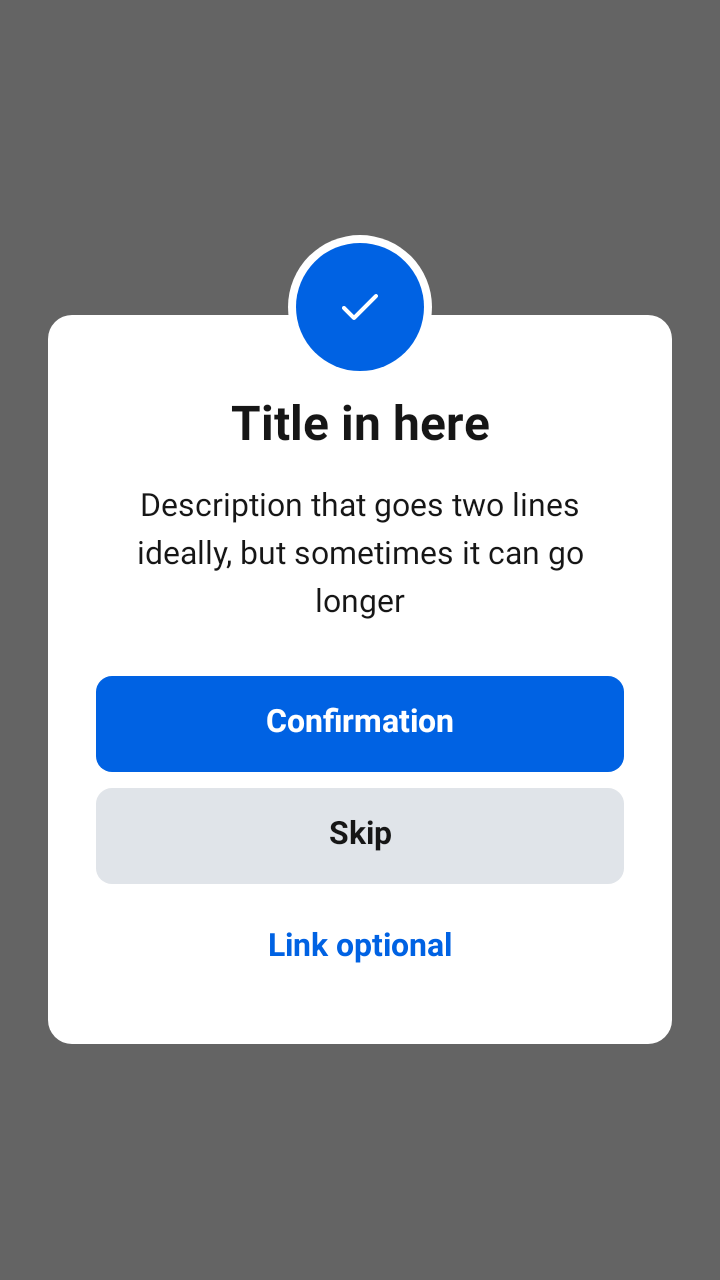 Title in here
Description that goes two lines
ideally, but sometimes it can go
longer
Confirmation
Skip
Link optional